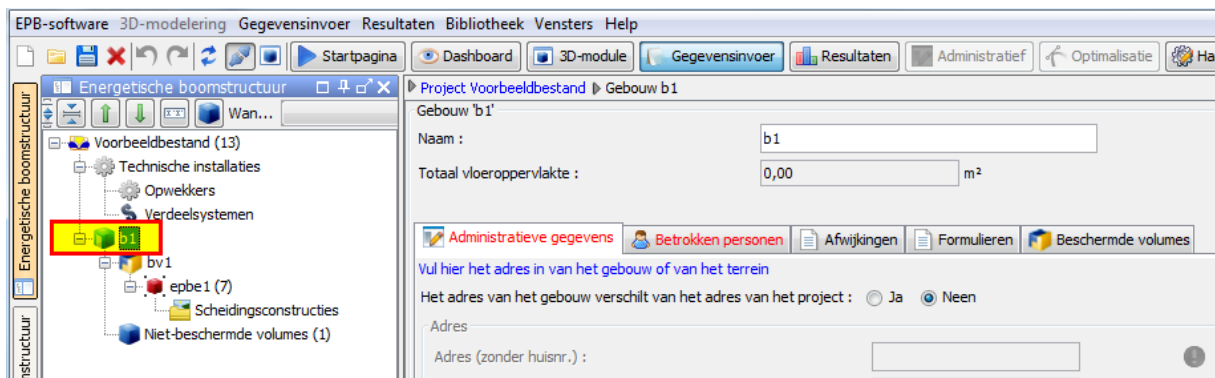 EPB-software 3D-modelering Gegevensinvoer Resultaten Bibliotheek Vensters Help
Startpagina Dashboard 3D-module Gegevensinvoer Resultaten Administratief Optimalisatie Ha
Energetische boomstructuur
Project Voorbeeldbestand Gebouw b1
Wan...
Gebouw 'b1'
Voorbeeldbestand (13)
Naam : b1
Technische installaties
Totaal vloeroppervlakte : 0,00 m²
Opwekkers
Verdeelsystemen
b1
Administratieve gegevens Betrokken personen Afwijkingen Formulieren Beschermde volumes
bv1
Vul hier het adres in van het gebouw of van het terrein
epbe1 (7)
Het adres van het gebouw verschilt van het adres van het project : Ja Neen
Scheidingsconstructies
Adres
Niet-beschermde volumes (1)
Adres (zonder huisnr.) :
Energetische boomstructuur
nstructuur